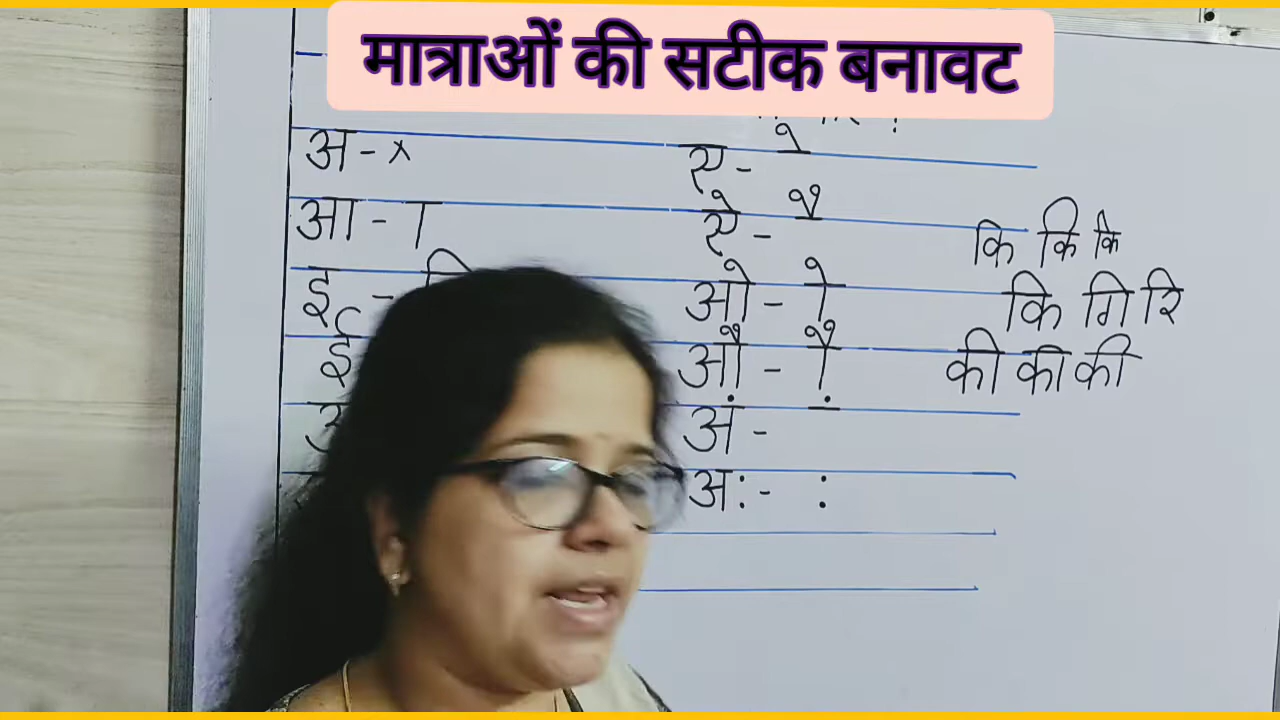 मात्राओं की सटीक बनावट
अ - ×
आ - ा
इ - ि
ई
ए - े
ऐ - ै
ओ - ो
औ - ौ
अं - ं
अः - ः
कि कि कि
कि गि रि
की की की